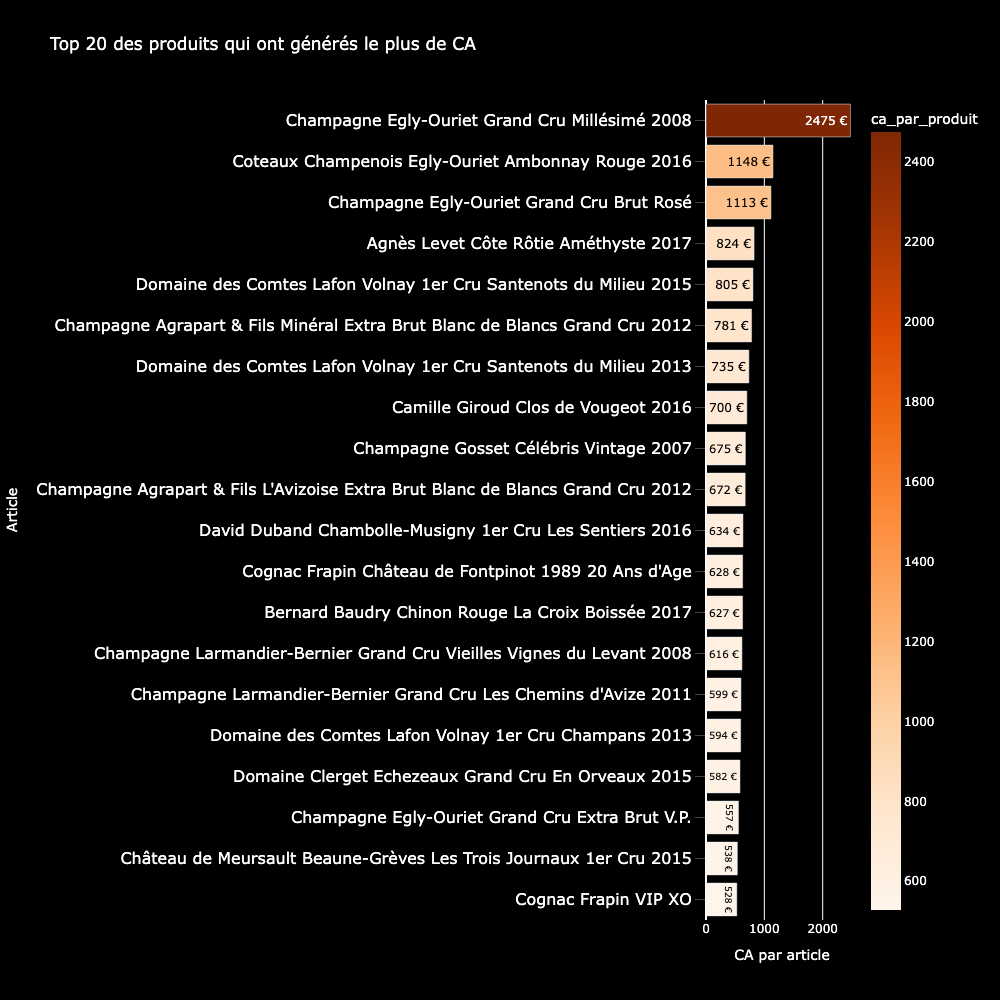 Top 20 des produits qui ont générés le plus de CA
Champagne Egly-Ouriet Grand Cru Millésimé 2008 2475 €
Coteaux Champenois Egly-Ouriet Ambonnay Rouge 2016 1148 €
Champagne Egly-Ouriet Grand Cru Brut Rosé 1113 €
Agnès Levet Côte Rôtie Améthyste 2017 824 €
Domaine des Comtes Lafon Volnay 1er Cru Santenots du Milieu 2015 805 €
Champagne Agrapart & Fils Minéral Extra Brut Blanc de Blancs Grand Cru 2012 781 €
Domaine des Comtes Lafon Volnay 1er Cru Santenots du Milieu 2013 735 €
Camille Giroud Clos de Vougeot 2016 700 €
Champagne Gosset Célébris Vintage 2007 675 €
Champagne Agrapart & Fils L'Avizoise Extra Brut Blanc de Blancs Grand Cru 2012 672 €
David Duband Chambolle-Musigny 1er Cru Les Sentiers 2016 634 €
Cognac Frapin Château de Fontpinot 1989 20 Ans d'Age 628 €
Bernard Baudry Chinon Rouge La Croix Boissée 2017 627 €
Champagne Larmandier-Bernier Grand Cru Vieilles Vignes du Levant 2008 616 €
Champagne Larmandier-Bernier Grand Cru Les Chemins d'Avize 2011 599 €
Domaine des Comtes Lafon Volnay 1er Cru Champans 2013 594 €
Domaine Clerget Echezeaux Grand Cru En Orveaux 2015 582 €
Champagne Egly-Ouriet Grand Cru Extra Brut V.P. 557 €
Château de Meursault Beaune-Grèves Les Trois Journaux 1er Cru 2015 538 €
Cognac Frapin VIP XO 528 €
Article
0 1000 2000
CA par article
ca_par_produit
2400
2200
2000
1800
1600
1400
1200
1000
800
600